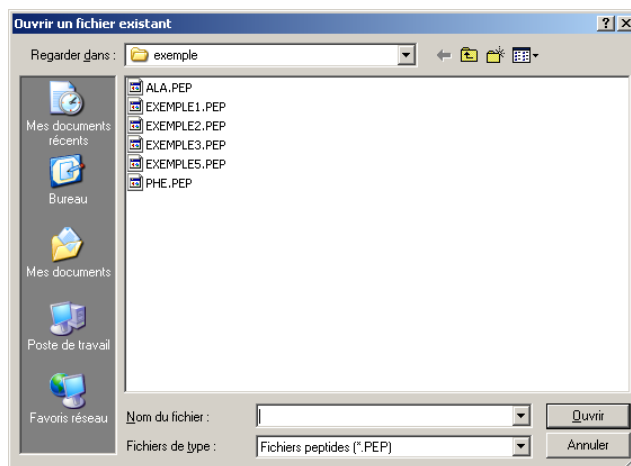 Ouvrir un fichier existant
Regarder dans :
exemple
Mes documents
récents
Bureau
Mes documents
Poste de travail
Favoris réseau
ALA.PEP
EXEMPLE1.PEP
EXEMPLE2.PEP
EXEMPLE3.PEP
EXEMPLE5.PEP
PHE.PEP
Nom du fichier :
Ouvrir
Fichiers de type :
Fichiers peptides (*.PEP)
Annuler